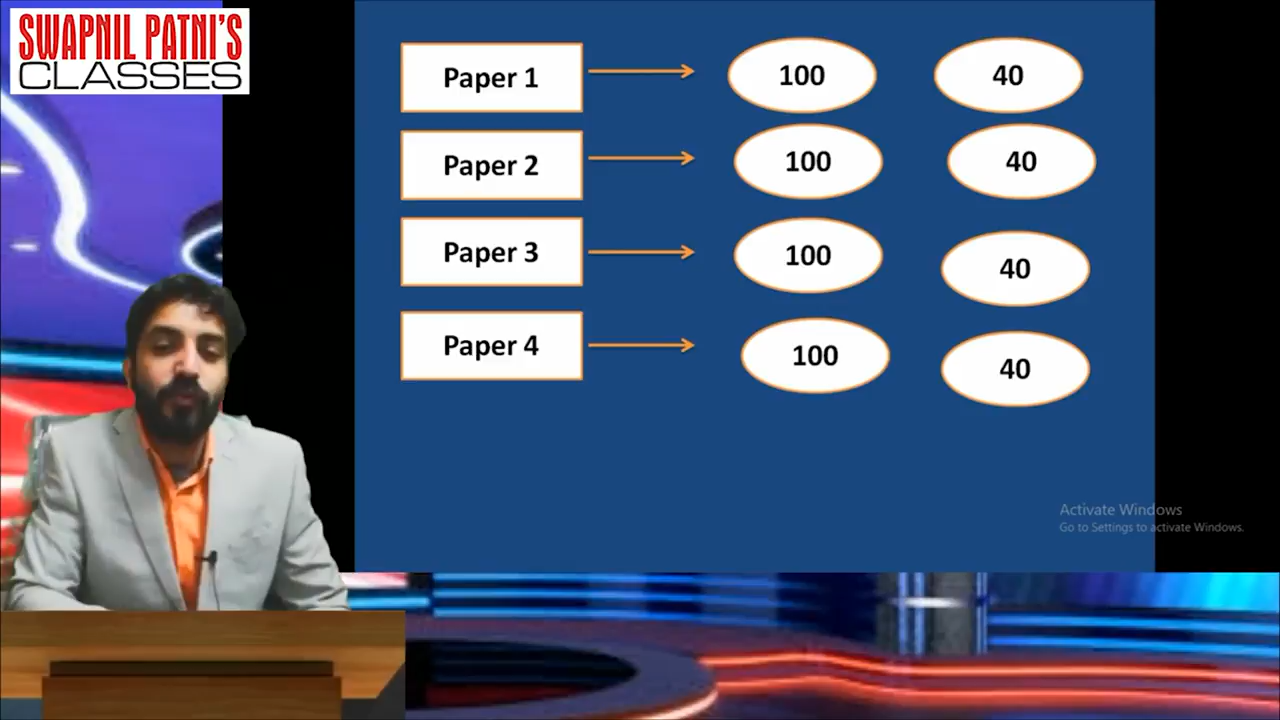 SWAPNIL PATNI'S
CLASSES
Paper 1 100 40
Paper 2 100 40
Paper 3 100 40
Paper 4 100 40
Activate Windows
Go to Settings to activate Windows.